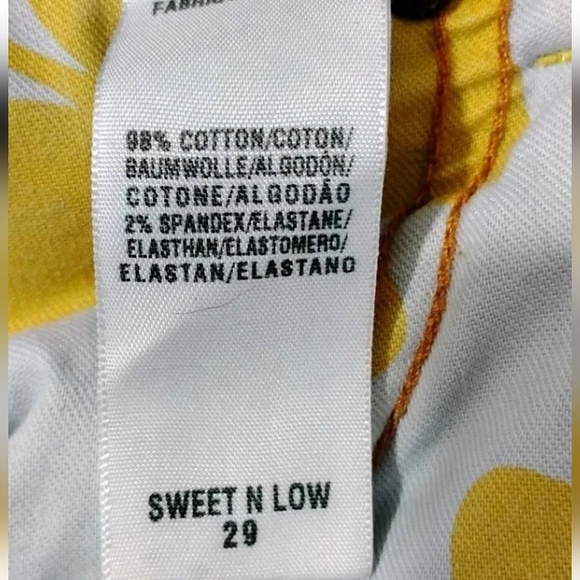 98% COTTON/COTON/
BAUMWOLLE/ALGODÓN/
COTONE/ALGODÃO
2% SPANDEX/ELASTANE/
ELASTHAN/ELASTOMERO/
ELASTAN/ELASTANO
SWEET N LOW
29